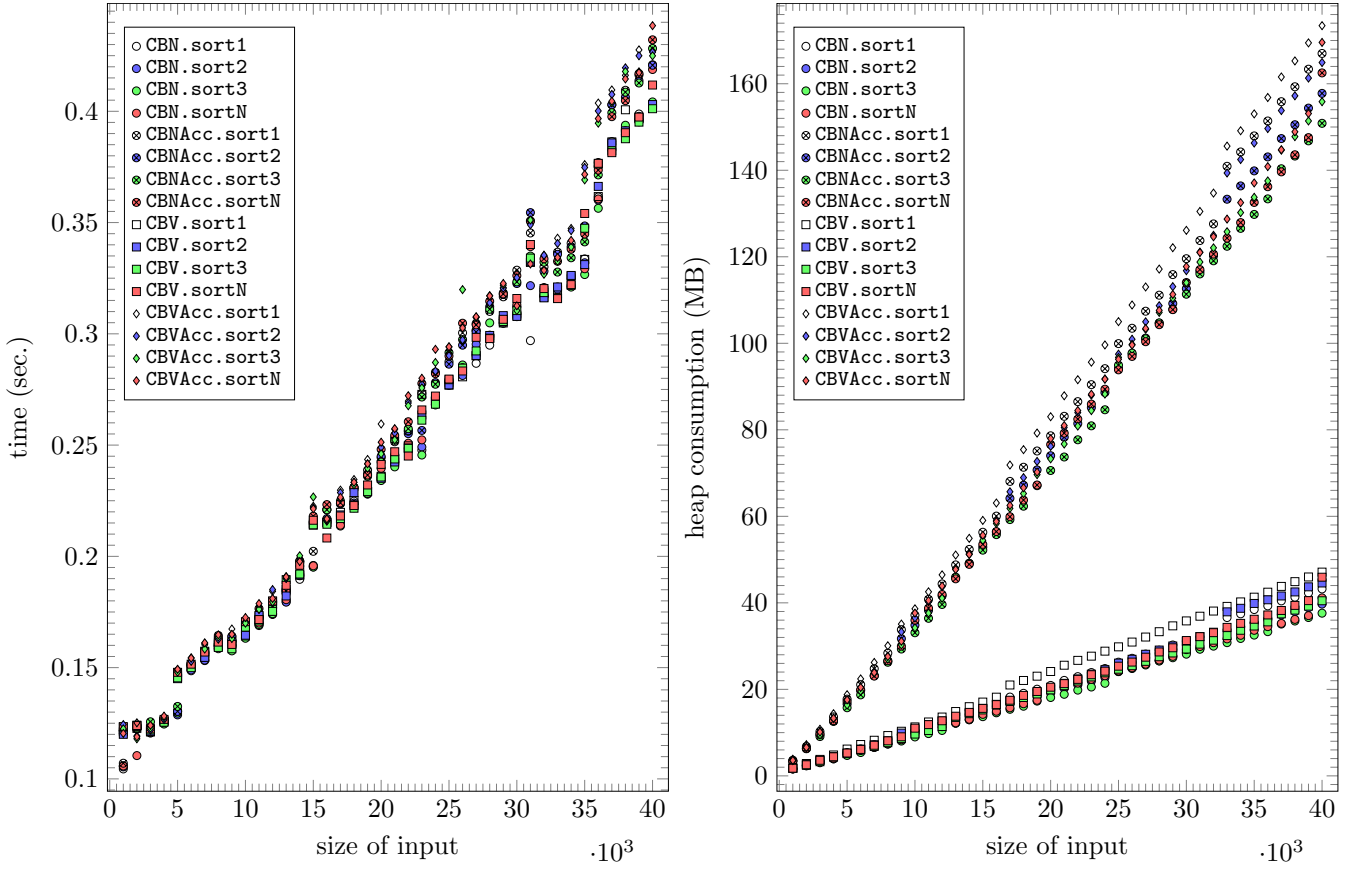 time (sec.)
0.4
0.35
0.3
0.25
0.2
0.15
0.1
CBN.sort1
CBN.sort2
CBN.sort3
CBN.sortN
CBNAcc.sort1
CBNAcc.sort2
CBNAcc.sort3
CBNAcc.sortN
CBV.sort1
CBV.sort2
CBV.sort3
CBV.sortN
CBVAcc.sort1
CBVAcc.sort2
CBVAcc.sort3
CBVAcc.sortN
0 5 10 15 20 25 30 35 40
size of input ·10³
heap consumption (MB)
160
140
120
100
80
60
40
20
0
CBN.sort1
CBN.sort2
CBN.sort3
CBN.sortN
CBNAcc.sort1
CBNAcc.sort2
CBNAcc.sort3
CBNAcc.sortN
CBV.sort1
CBV.sort2
CBV.sort3
CBV.sortN
CBVAcc.sort1
CBVAcc.sort2
CBVAcc.sort3
CBVAcc.sortN
0 5 10 15 20 25 30 35 40
size of input ·10³